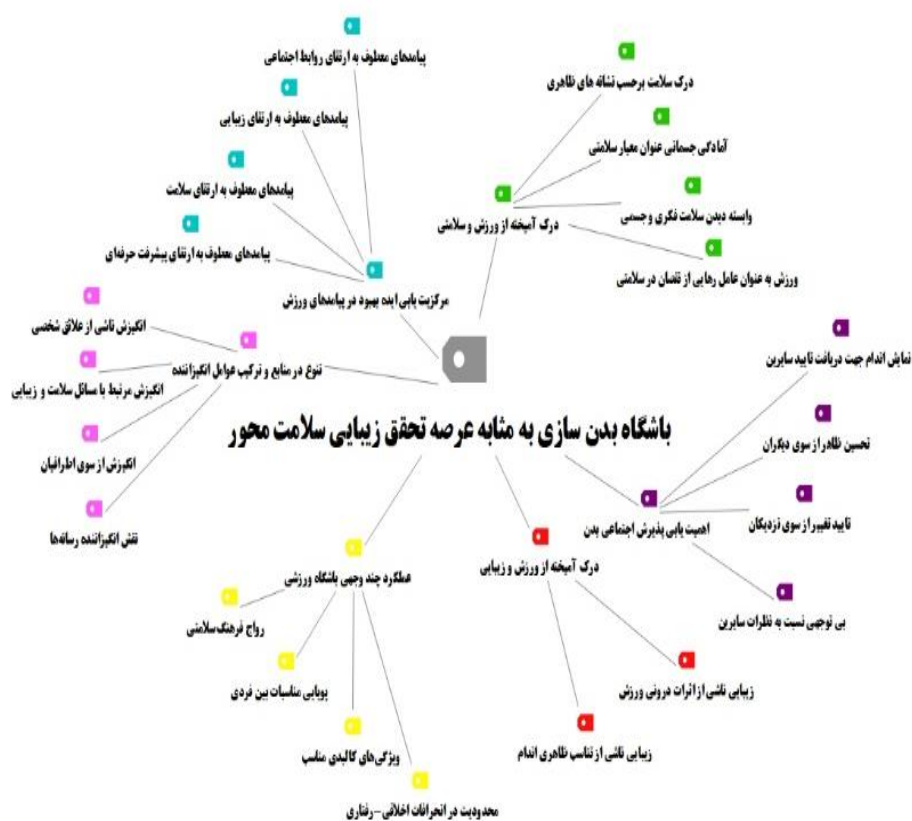 پیامدهای معطوف به ارتقای روابط اجتماعی
پیامدهای معطوف به ارتقای زیبایی
پیامدهای معطوف به ارتقای سلامت
پیامدهای معطوف به ارتقای پیشرفت حرفه‌ای
مرکزیت یابی ایده بهبود در پیامدهای ورزش
درک سلامت برحسب نشانه های ظاهری
آمادگی جسمانی عنوان معیار سلامتی
وابسته دیدن سلامت فکری و جسمی
درک آمیخته از ورزش و سلامتی
ورزش به عنوان عامل رهایی از نقصان در سلامتی
انگیزش ناشی از علائق شخصی
تنوع در منابع و ترکیب عوامل انگیزاننده
انگیزش مرتبط با مسائل سلامت و زیبایی
انگیزش از سوی اطرافیان
نقش انگیزاننده رسانه‌ها
باشگاه بدن سازی به مثابه عرصه تحقق زیبایی سلامت محور
نمایش اندام جهت دریافت تایید سایرین
تحسین ظاهر از سوی دیگران
تایید تغییر از سوی نزدیکان
اهمیت یابی پذیرش اجتماعی بدن
بی توجهی نسبت به نظرات سایرین
درک آمیخته از ورزش و زیبایی
زیبایی ناشی از اثرات درونی ورزش
زیبایی ناشی از تناسب ظاهری اندام
عملکرد چند وجهی باشگاه ورزشی
رواج فرهنگ سلامتی
پویایی مناسبات بین فردی
ویژگی‌های کالبدی مناسب
محدودیت در انحرافات اخلاقی-رفتاری